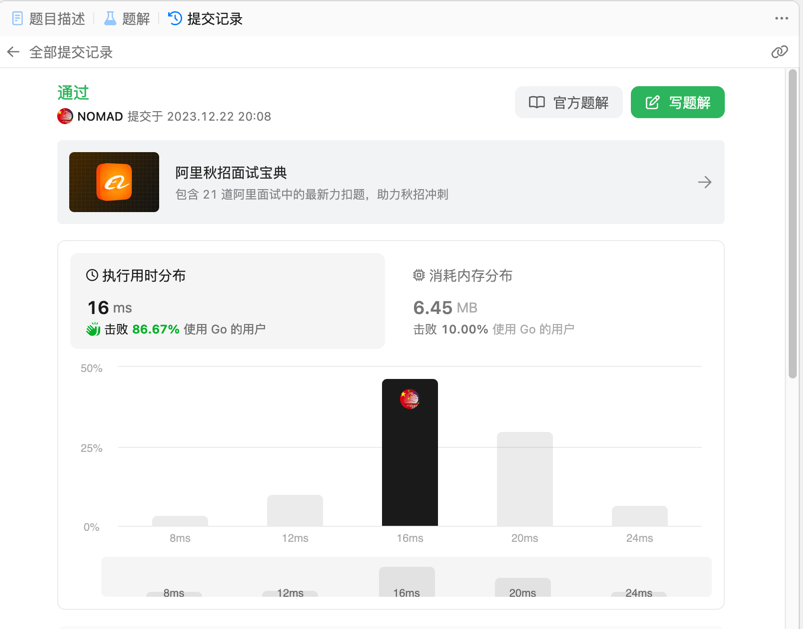 题目描述 题解 提交记录
全部提交记录
通过
NOMAD 提交于 2023.12.22 20:08
官方题解
写题解
阿里秋招面试宝典
包含 21 道阿里面试中的最新力扣题，助力秋招冲刺
执行用时分布
16 ms
击败 86.67% 使用 Go 的用户
消耗内存分布
6.45 MB
击败 10.00% 使用 Go 的用户
50%
25%
0%
8ms 12ms 16ms 20ms 24ms
8ms 12ms 16ms 20ms 24ms